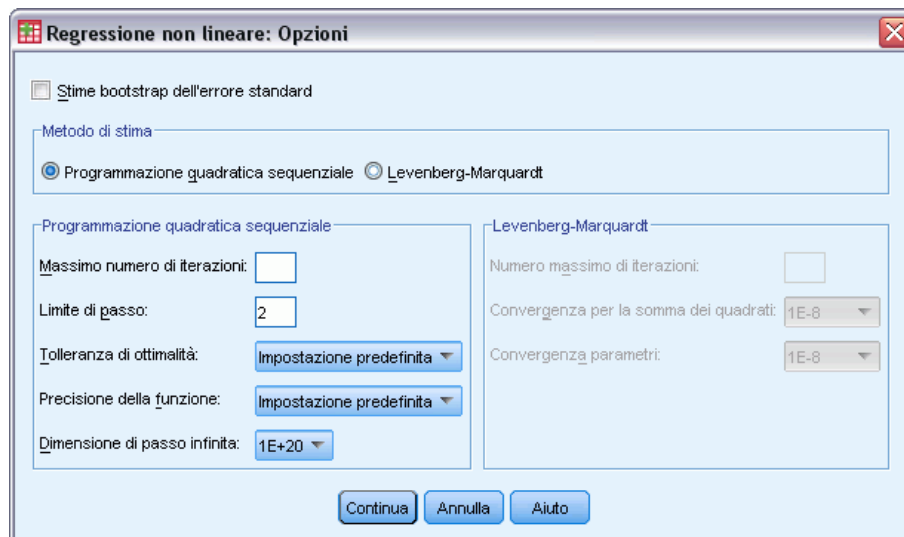 Regressione non lineare: Opzioni
Stime bootstrap dell'errore standard
Metodo di stima
Programmazione quadratica sequenziale Levenberg-Marquardt
Programmazione quadratica sequenziale
Massimo numero di iterazioni:
Limite di passo: 2
Tolleranza di ottimalità: Impostazione predefinita
Precisione della funzione: Impostazione predefinita
Dimensione di passo infinita: 1E+20
Levenberg-Marquardt
Numero massimo di iterazioni:
Convergenza per la somma dei quadrati: 1E-8
Convergenza parametri: 1E-8
Continua Annulla Aiuto